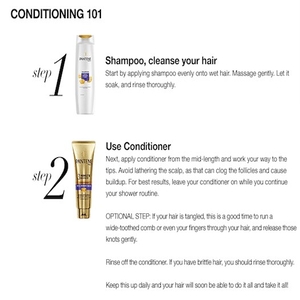 CONDITIONING 101
step 1
Shampoo, cleanse your hair
Start by applying shampoo evenly onto wet hair. Massage gently. Let it
soak, and rinse thoroughly.
PANTENE
step 2
Use Conditioner
Next, apply conditioner from the mid-length and work your way to the
tips. Avoid lathering the scalp, as that can clog the follicles and cause
buildup. For best results, leave your conditioner on while you continue
your shower routine.
PANTENE
OPTIONAL STEP: If your hair is tangled, this is a good time to run a
wide-toothed comb or even your fingers through your hair, and release those
knots gently.
Rinse off the conditioner. If you have brittle hair, you should rinse thoroughly.
Keep this up daily and your hair will soon be able to do it all and take it all!